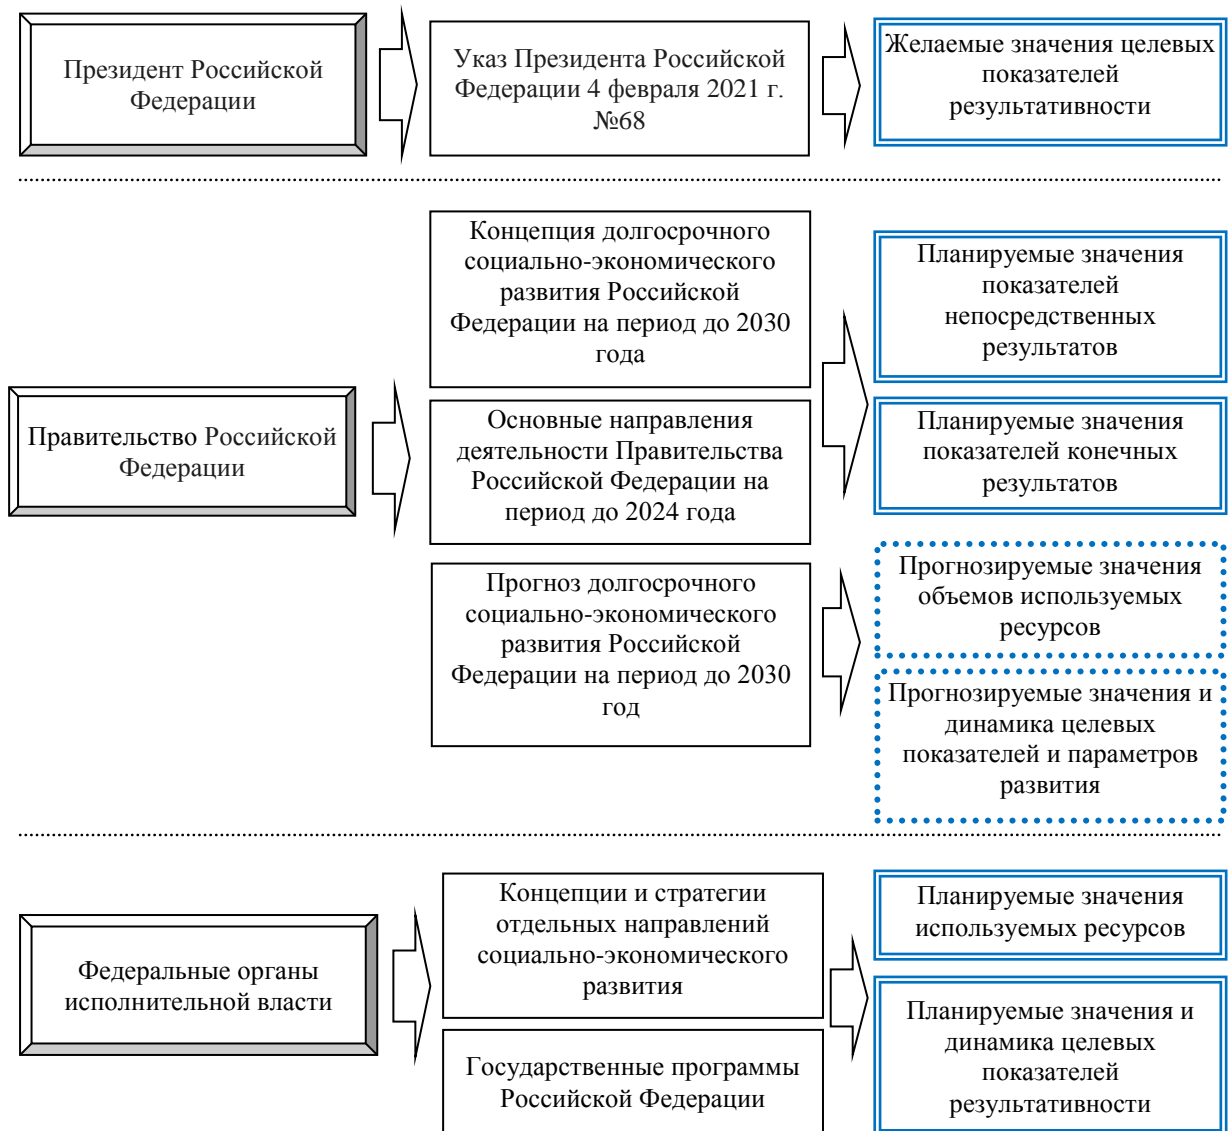 Президент Российской
Федерации
Указ Президента Российской
Федерации 4 февраля 2021 г.
№68
Желаемые значения целевых
показателей
результативности
Правительство Российской
Федерации
Концепция долгосрочного
социально-экономического
развития Российской
Федерации на период до 2030
года
Основные направления
деятельности Правительства
Российской Федерации на
период до 2024 года
Прогноз долгосрочного
социально-экономического
развития Российской
Федерации на период до 2030
год
Планируемые значения
показателей
непосредственных
результатов
Планируемые значения
показателей конечных
результатов
Прогнозируемые значения
объемов используемых
ресурсов
Прогнозируемые значения и
динамика целевых
показателей и параметров
развития
Федеральные органы
исполнительной власти
Концепции и стратегии
отдельных направлений
социально-экономического
развития
Государственные программы
Российской Федерации
Планируемые значения
используемых ресурсов
Планируемые значения и
динамика целевых
показателей
результативности